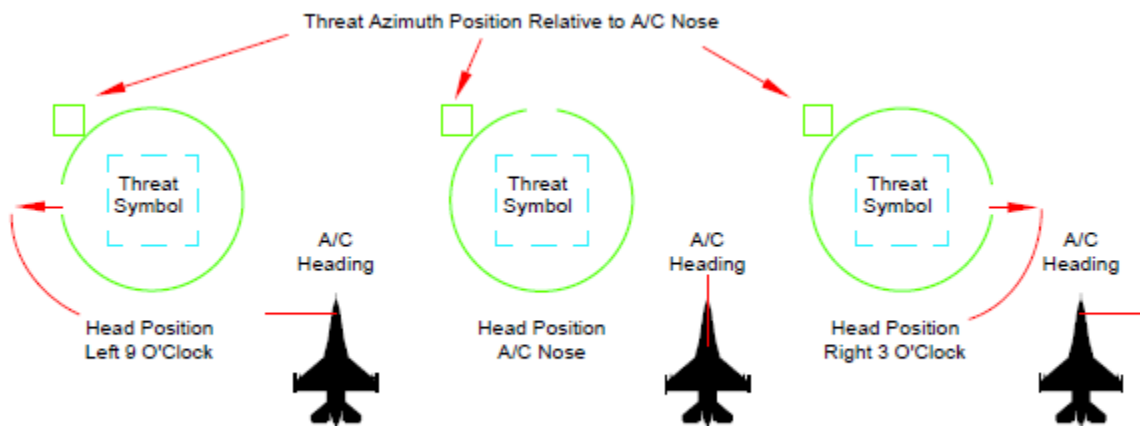 Threat Azimuth Position Relative to A/C Nose
Threat
Symbol
Threat
Symbol
Threat
Symbol
A/C
Heading
A/C
Heading
A/C
Heading
Head Position
Left 9 O'Clock
Head Position
A/C Nose
Head Position
Right 3 O'Clock